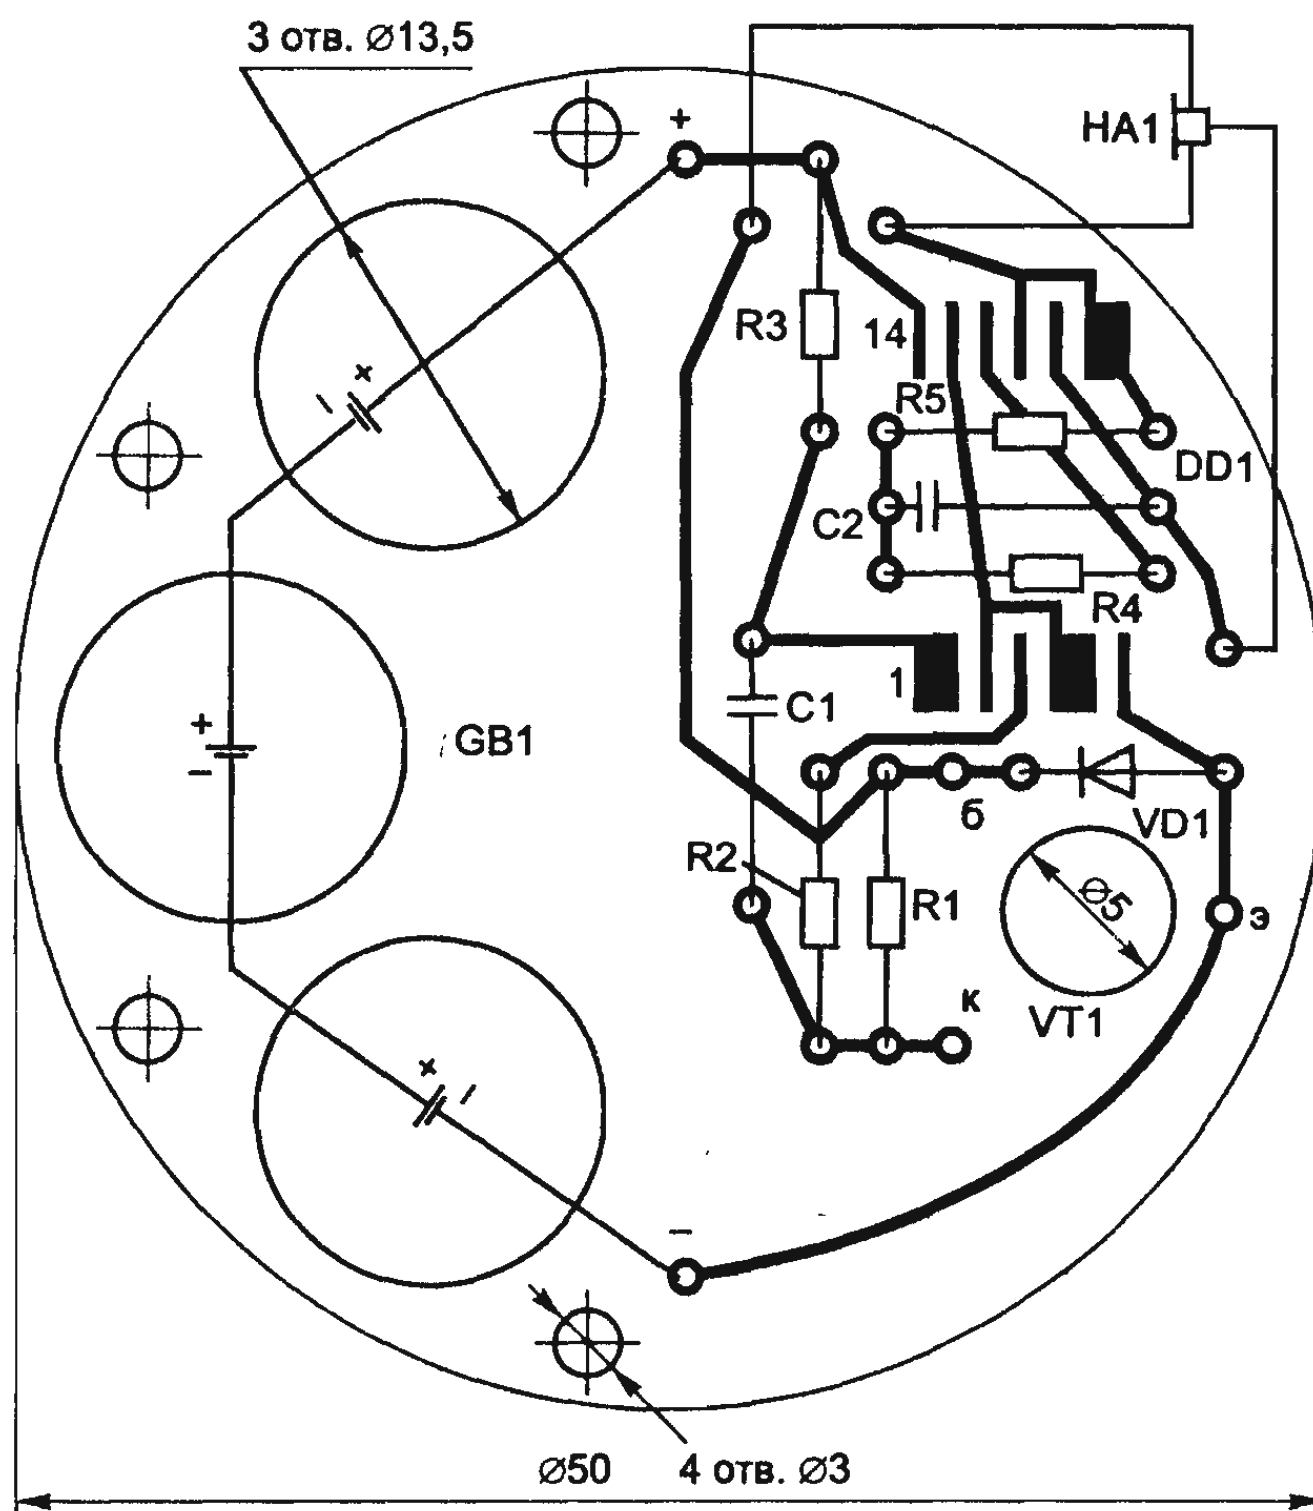 3 отв. ⌀13,5
+
HA1
R3
14
+
–
R5
DD1
C2
R4
1
+
–
GB1
C1
б
VD1
R2
⌀5
R1
э
к
VT1
+
–
–
⌀50
4 отв. ⌀3